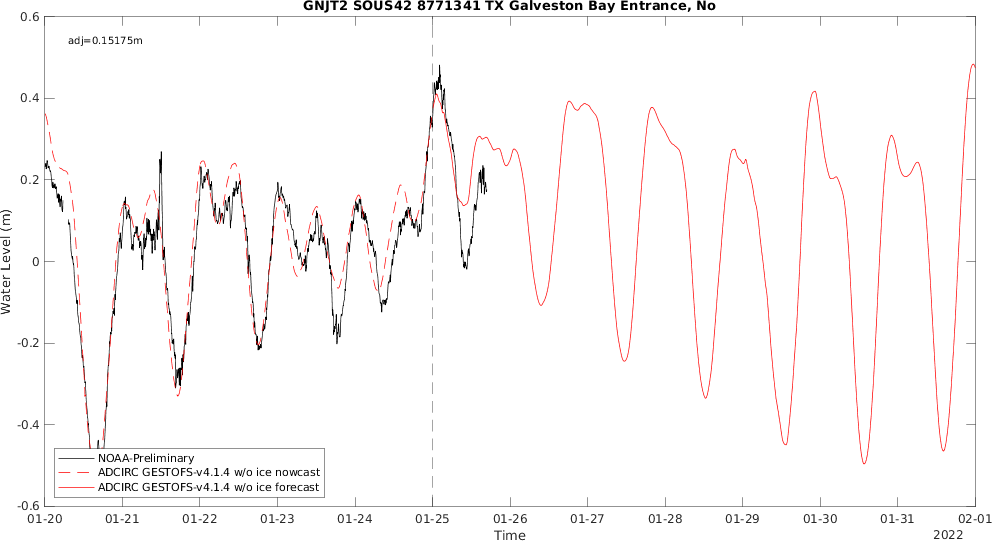 GNJT2 SOUS42 8771341 TX Galveston Bay Entrance, No
adj=0.15175m
Water Level (m)
0.6
0.4
0.2
0
-0.2
-0.4
-0.6
NOAA-Preliminary
ADCIRC GESTOFS-v4.1.4 w/o ice nowcast
ADCIRC GESTOFS-v4.1.4 w/o ice forecast
01-20 01-21 01-22 01-23 01-24 01-25 01-26 01-27 01-28 01-29 01-30 01-31 02-01
Time
2022